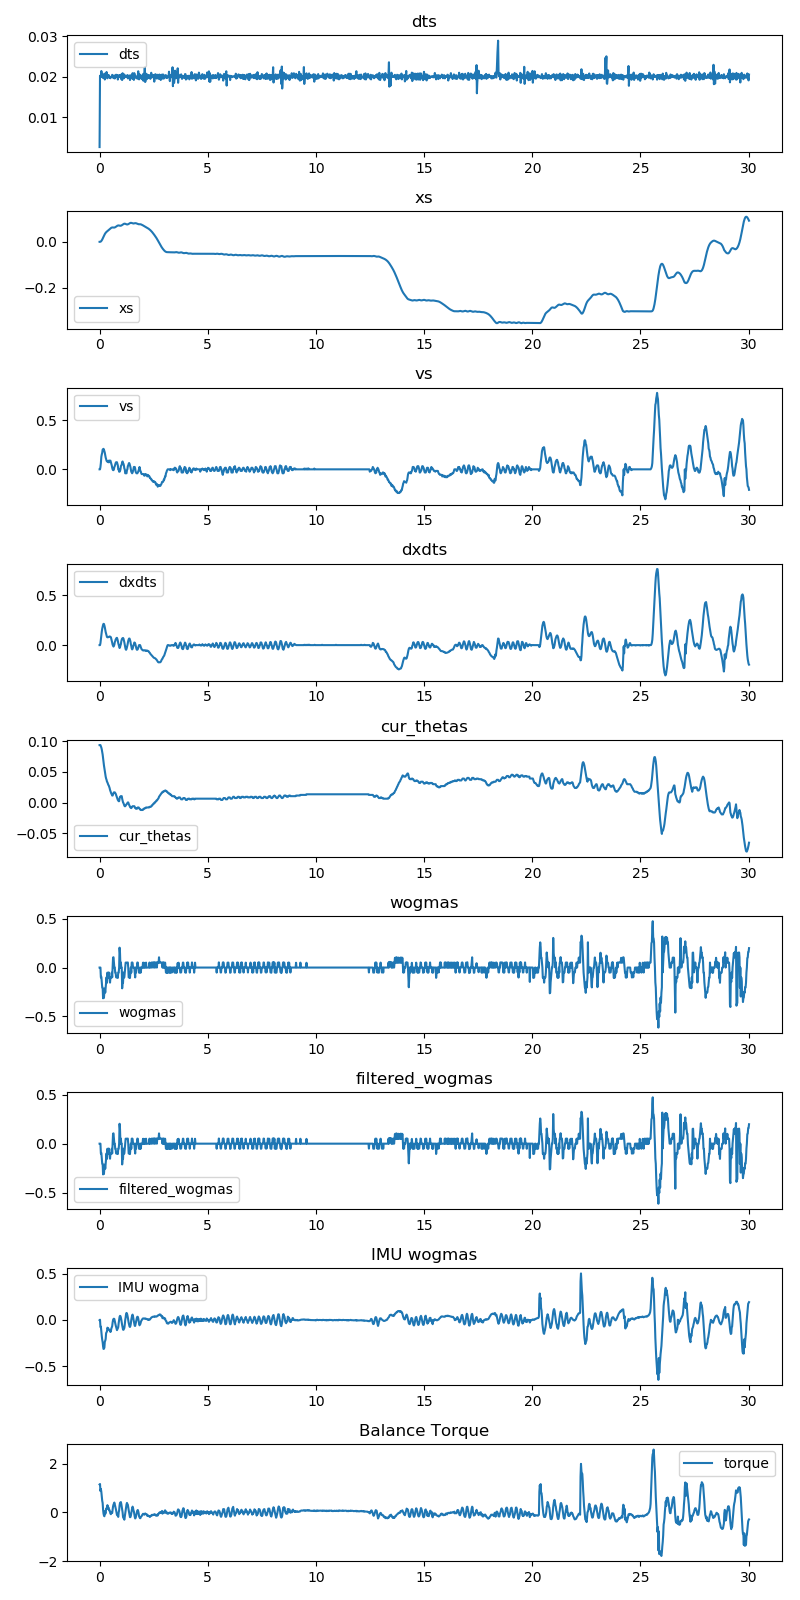 dts
dts
0.03
0.02
0.01
0 5 10 15 20 25 30
xs
xs
0.0
−0.2
0 5 10 15 20 25 30
vs
vs
0.5
0.0
0 5 10 15 20 25 30
dxdts
dxdts
0.5
0.0
0 5 10 15 20 25 30
cur_thetas
cur_thetas
0.10
0.05
0.00
−0.05
0 5 10 15 20 25 30
wogmas
wogmas
0.5
0.0
−0.5
0 5 10 15 20 25 30
filtered_wogmas
filtered_wogmas
0.5
0.0
−0.5
0 5 10 15 20 25 30
IMU wogmas
IMU wogma
0.5
0.0
−0.5
0 5 10 15 20 25 30
Balance Torque
torque
2
0
−2
0 5 10 15 20 25 30